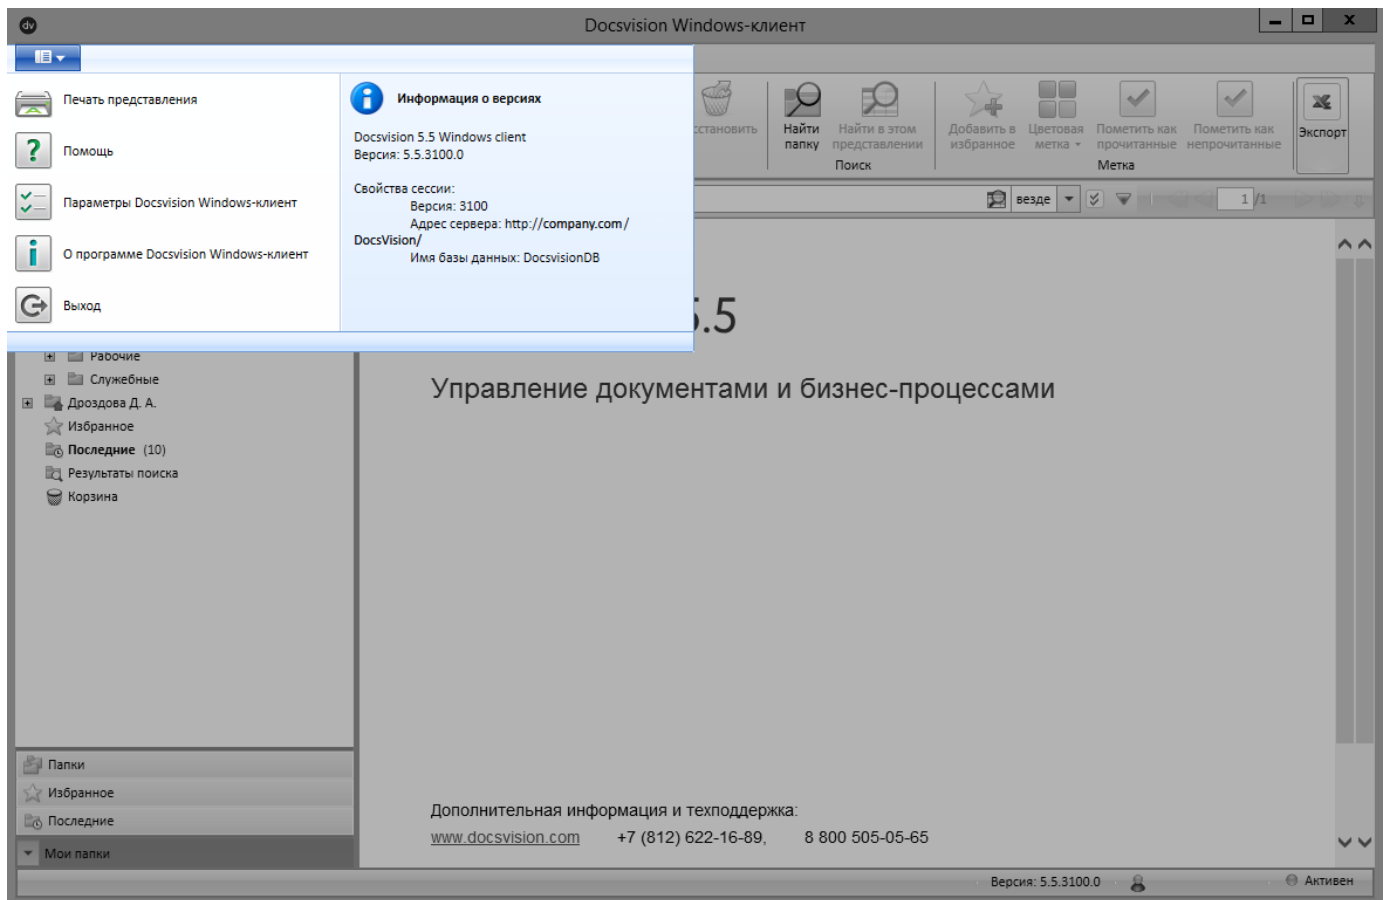 dv
Docsvision Windows-клиент
Печать представления
Помощь
Параметры Docsvision Windows-клиент
О программе Docsvision Windows-клиент
Выход
Информация о версиях
Docsvision 5.5 Windows client
Версия: 5.5.3100.0
Свойства сессии:
Версия: 3100
Адрес сервера: http://company.com/
DocsVision/
Имя базы данных: DocsvisionDB
Найти папку
Найти в этом представлении
Поиск
Добавить в избранное
Цветовая метка
Пометить как прочитанные
Пометить как непрочитанные
Метка
Экспорт
везде
1 /1
.5
Управление документами и бизнес-процессами
Рабочие
Служебные
Дроздова Д. А.
Избранное
Последние (10)
Результаты поиска
Корзина
Папки
Избранное
Последние
Мои папки
Дополнительная информация и техподдержка:
www.docsvision.com +7 (812) 622-16-89, 8 800 505-05-65
Версия: 5.5.3100.0
Активен